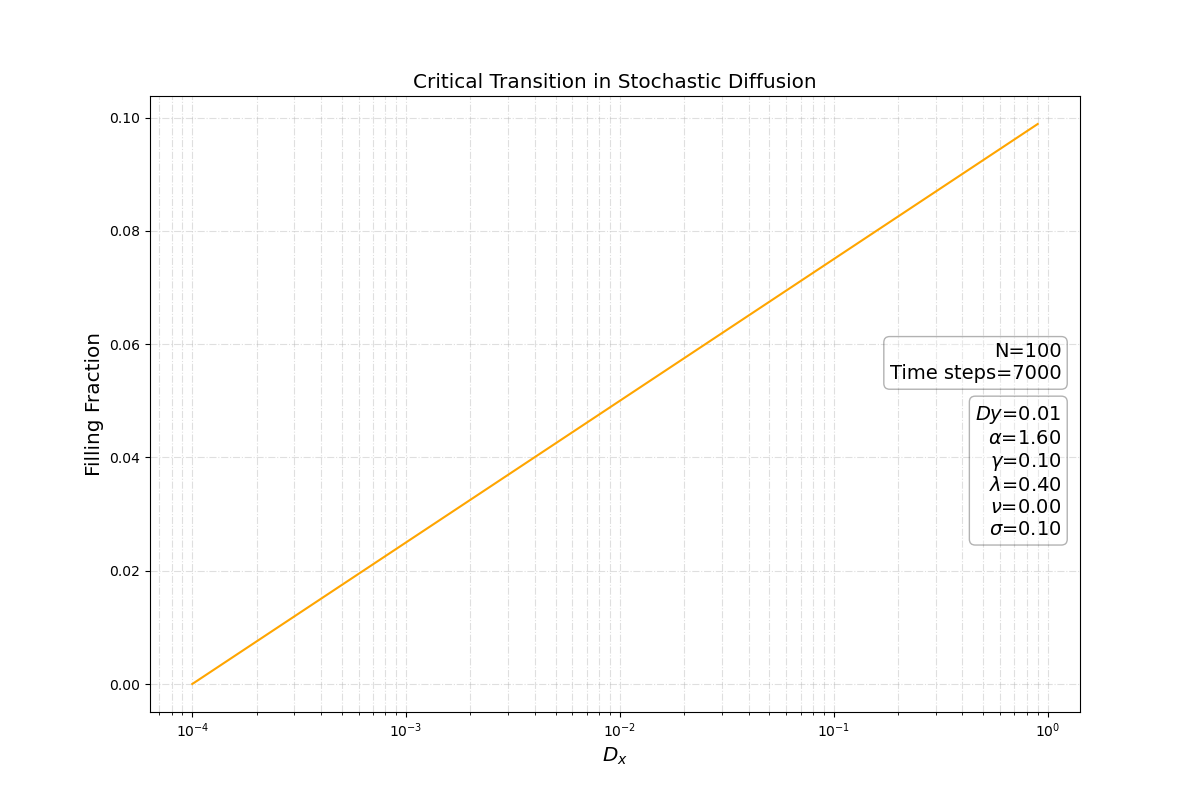 Critical Transition in Stochastic Diffusion
0.10
0.08
0.06
0.04
0.02
0.00
Filling Fraction
N=100
Time steps=7000
Dy=0.01
α=1.60
γ=0.10
λ=0.40
ν=0.00
σ=0.10
10⁻⁴ 10⁻³ 10⁻² 10⁻¹ 10⁰
Dₓ